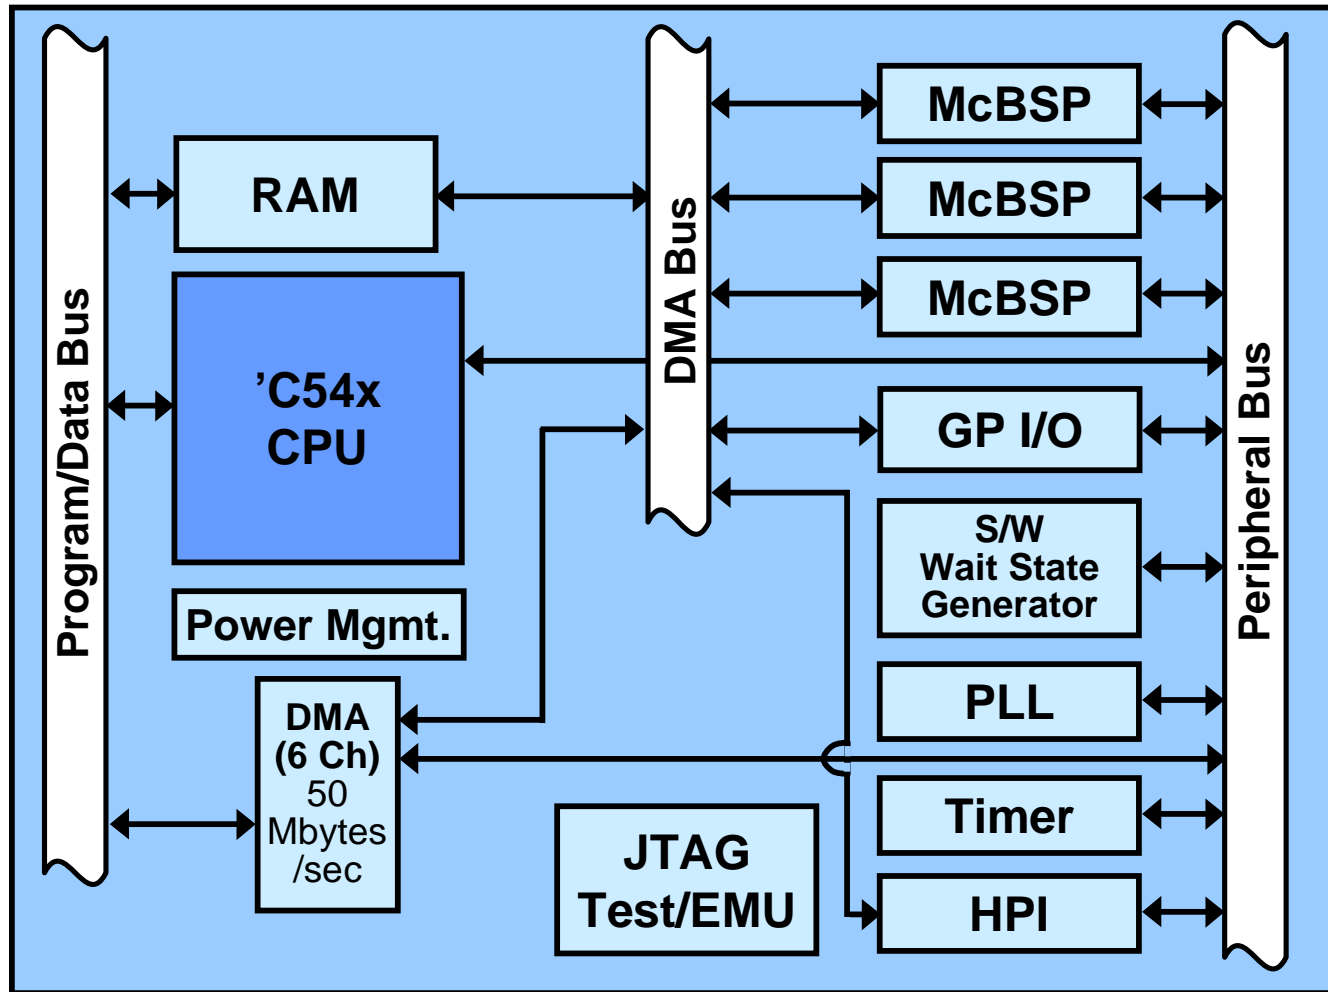 Program/Data Bus
RAM
’C54x
CPU
Power Mgmt.
DMA
(6 Ch)
50
Mbytes
/sec
DMA Bus
JTAG
Test/EMU
McBSP
McBSP
McBSP
GP I/O
S/W
Wait State
Generator
PLL
Timer
HPI
Peripheral Bus